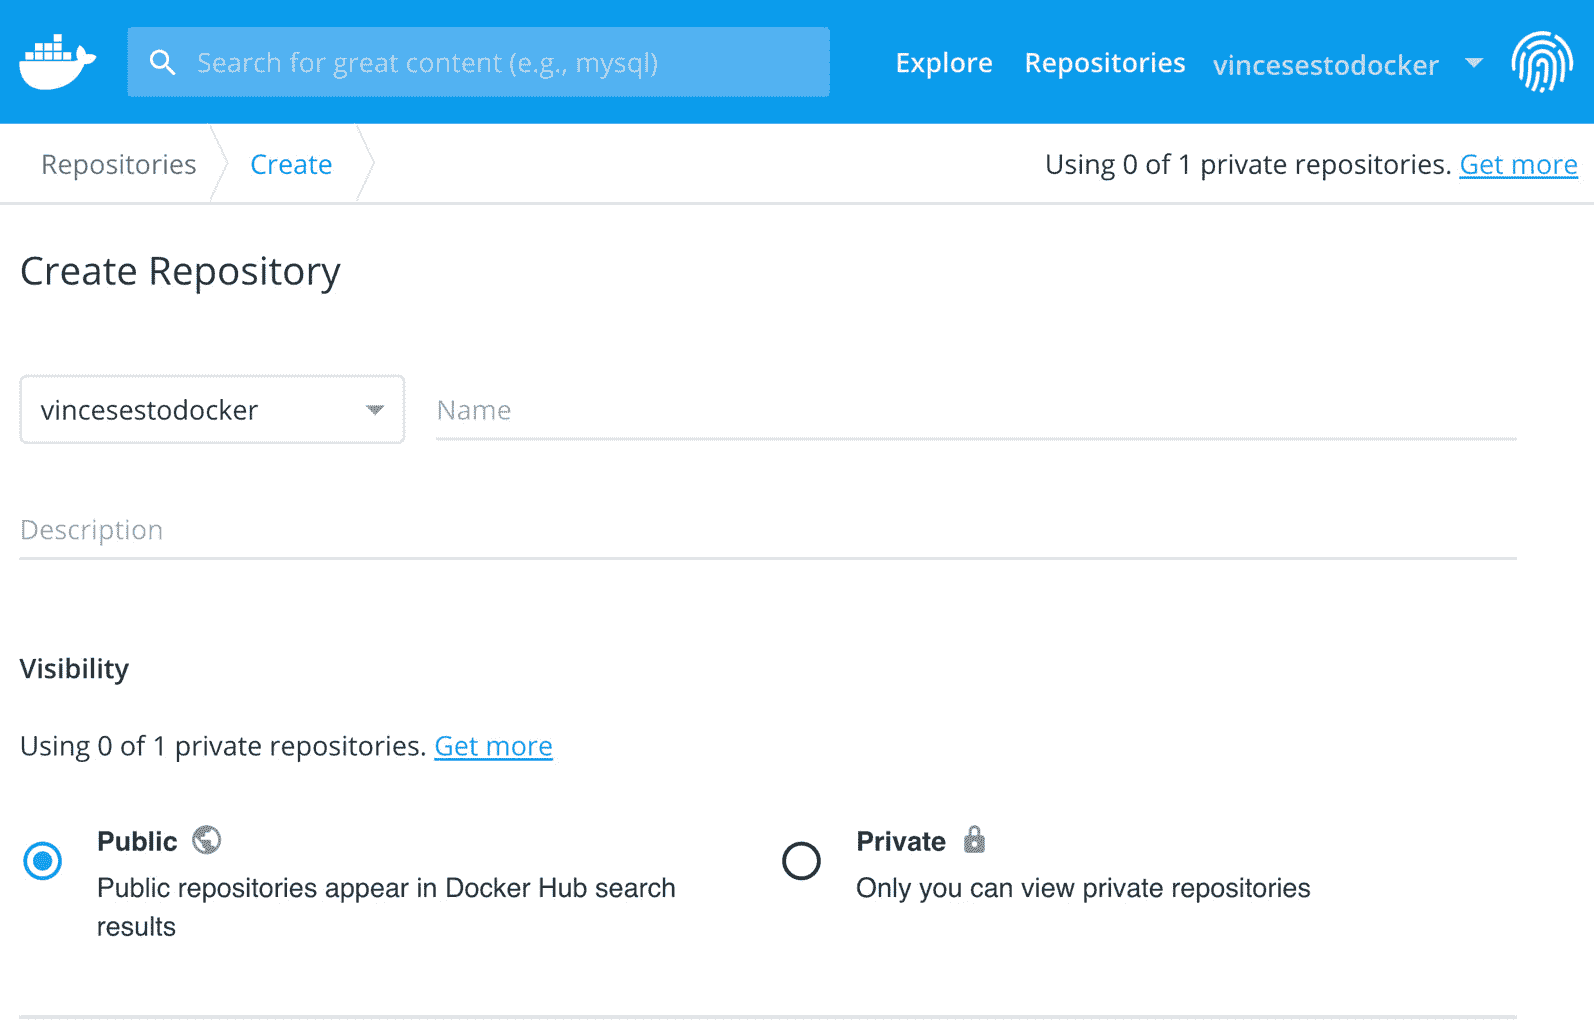 Search for great content (e.g., mysql)
Explore Repositories vincesestodocker
Repositories Create Using 0 of 1 private repositories. Get more
Create Repository
vincesestodocker Name
Description
Visibility
Using 0 of 1 private repositories. Get more
Public
Public repositories appear in Docker Hub search
results
Private
Only you can view private repositories